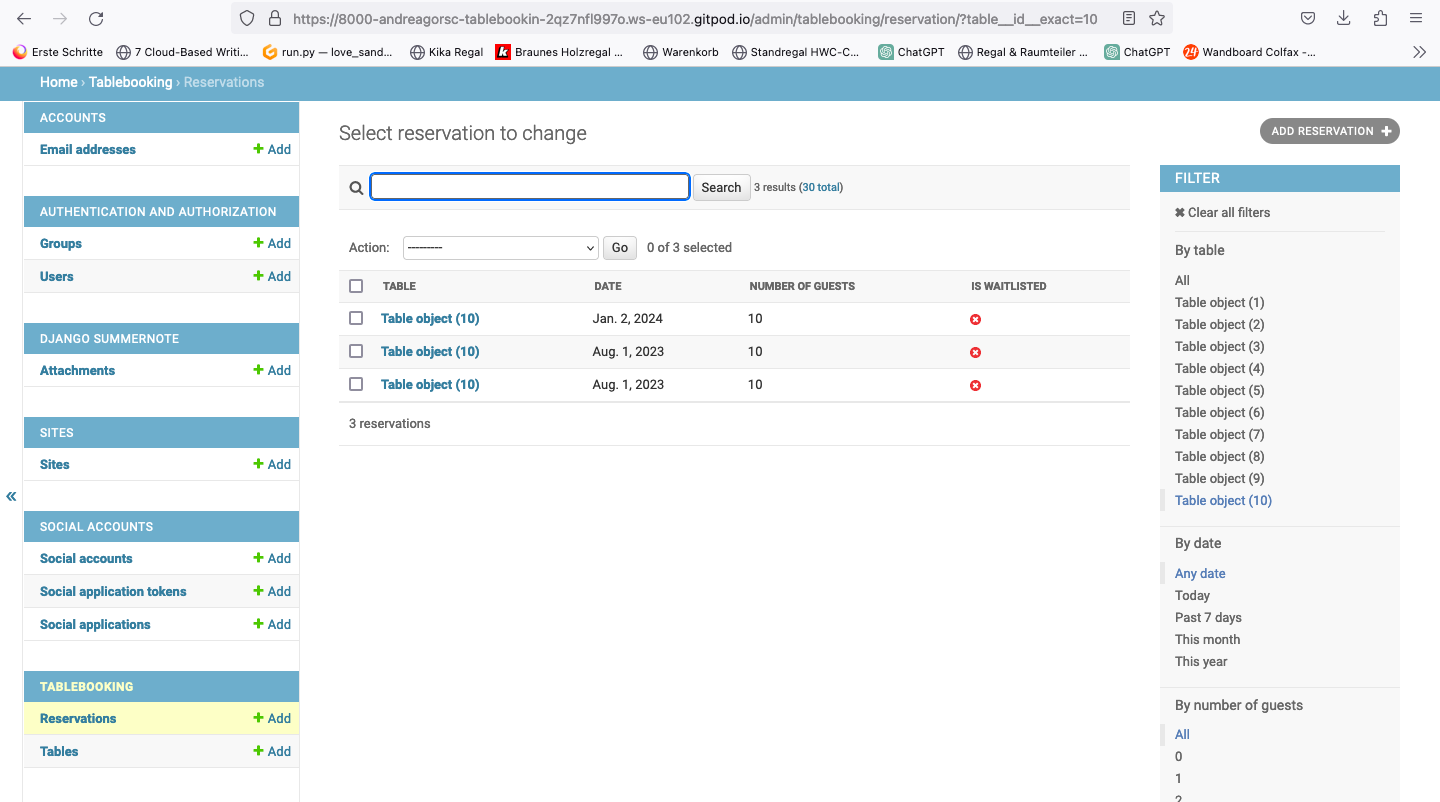 https://8000-andreagorsc-tablebookin-2qz7nfl997o.ws-eu102.gitpod.io/admin/tablebooking/reservation/?table__id__exact=10
Erste Schritte 7 Cloud-Based Writi... run.py — love_sand... Kika Regal k Braunes Holzregal ... Warenkorb Standregal HWC-C... ChatGPT Regal & Raumteiler ... ChatGPT 24 Wandboard Colfax -...
Home › Tablebooking › Reservations
ACCOUNTS
Email addresses + Add
AUTHENTICATION AND AUTHORIZATION
Groups + Add
Users + Add
DJANGO SUMMERNOTE
Attachments + Add
SITES
Sites + Add
«
SOCIAL ACCOUNTS
Social accounts + Add
Social application tokens + Add
Social applications + Add
TABLEBOOKING
Reservations + Add
Tables + Add
Select reservation to change
ADD RESERVATION +
Search 3 results (30 total)
Action: --------- Go 0 of 3 selected
TABLE DATE NUMBER OF GUESTS IS WAITLISTED
Table object (10) Jan. 2, 2024 10
Table object (10) Aug. 1, 2023 10
Table object (10) Aug. 1, 2023 10
3 reservations
FILTER
✖ Clear all filters
By table
All
Table object (1)
Table object (2)
Table object (3)
Table object (4)
Table object (5)
Table object (6)
Table object (7)
Table object (8)
Table object (9)
Table object (10)
By date
Any date
Today
Past 7 days
This month
This year
By number of guests
All
0
1
2